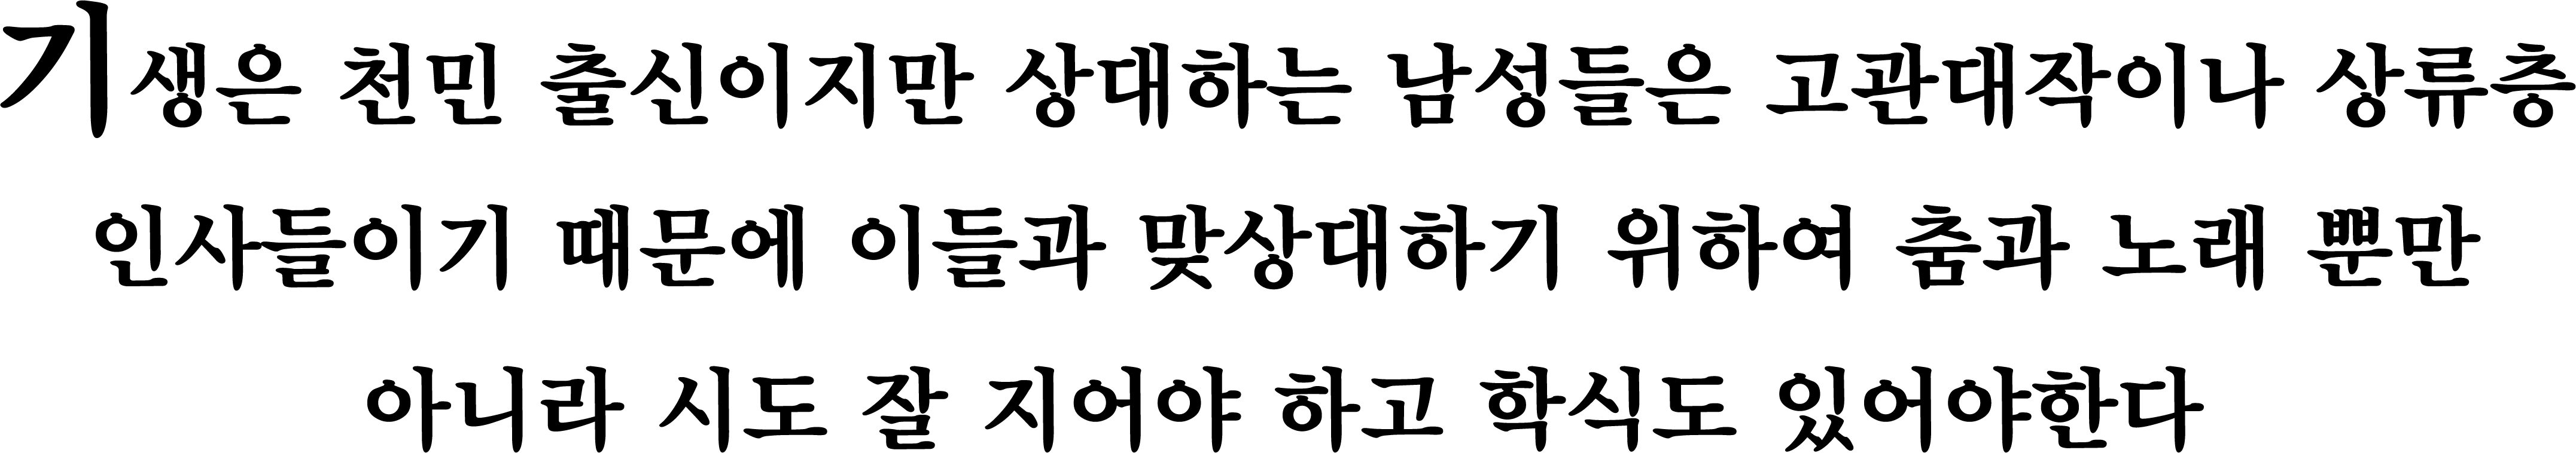 기생은 천민 출신이지만 상대하는 남성들은 고관대작이나 상류층
인사들이기 때문에 이들과 맞상대하기 위하여 춤과 노래 뿐만
아니라 시도 잘 지어야 하고 학식도 있어야한다